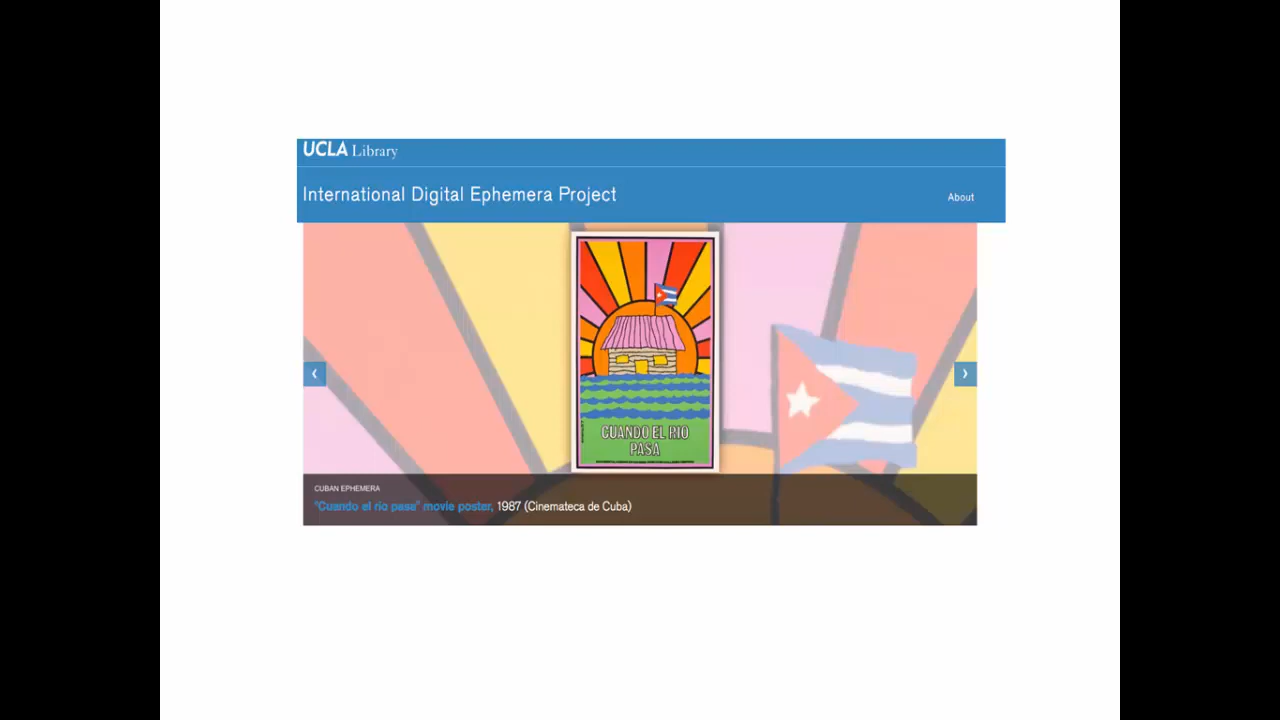 UCLA Library
International Digital Ephemera Project
About
CUANDO EL RIO
PASA
CUBAN EPHEMERA
"Cuando el río pasa" movie poster, 1987 (Cinemateca de Cuba)